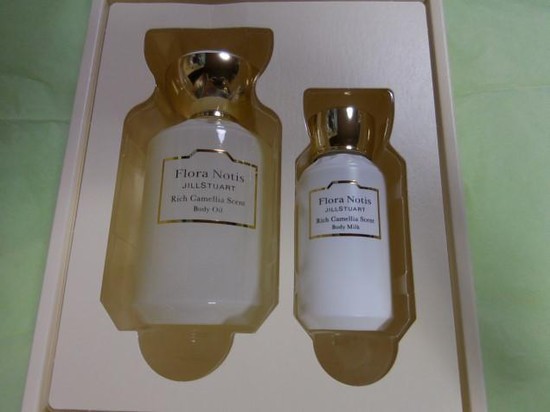 Flora Notis
JILLSTUART
Rich Camellia Scent
Body Oil
Flora Notis
JILLSTUART
Rich Camellia Scent
Body Milk